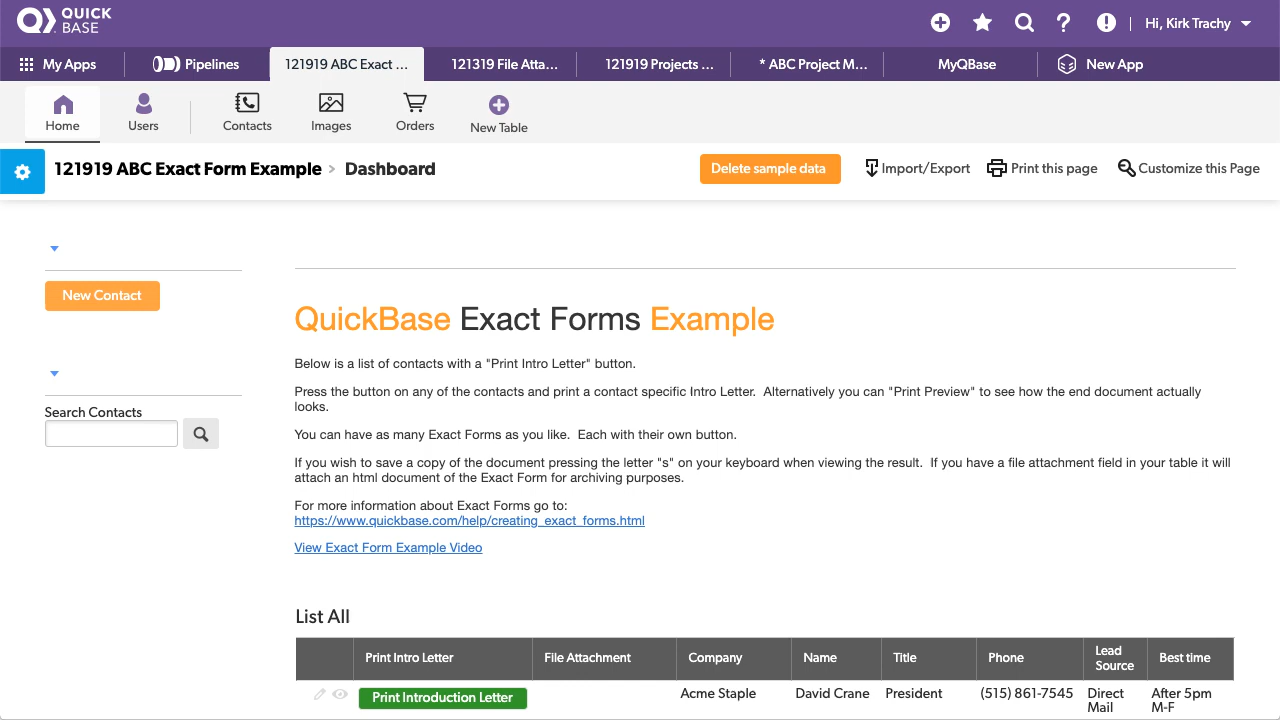 QUICK
BASE
Hi, Kirk Trachy
My Apps
Pipelines
121919 ABC Exact ...
121319 File Atta...
121919 Projects ...
* ABC Project M...
MyQBase
New App
Home
Users
Contacts
Images
Orders
New Table
121919 ABC Exact Form Example > Dashboard
Delete sample data
Import/Export
Print this page
Customize this Page
New Contact
Search Contacts
QuickBase Exact Forms Example
Below is a list of contacts with a "Print Intro Letter" button.
Press the button on any of the contacts and print a contact specific Intro Letter.  Alternatively you can "Print Preview" to see how the end document actually
looks.
You can have as many Exact Forms as you like.  Each with their own button.
If you wish to save a copy of the document pressing the letter "s" on your keyboard when viewing the result.  If you have a file attachment field in your table it will
attach an html document of the Exact Form for archiving purposes.
For more information about Exact Forms go to:
https://www.quickbase.com/help/creating_exact_forms.html
View Exact Form Example Video
List All
Print Intro Letter
File Attachment
Company
Name
Title
Phone
Lead
Source
Best time
Print Introduction Letter
Acme Staple
David Crane
President
(515) 861-7545
Direct
Mail
After 5pm
M-F